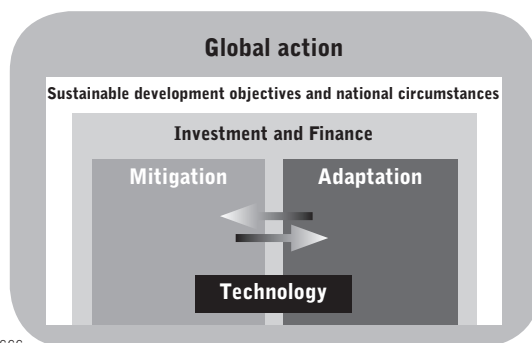 Global action
Sustainable development objectives and national circumstances
Investment and Finance
Mitigation
Adaptation
Technology